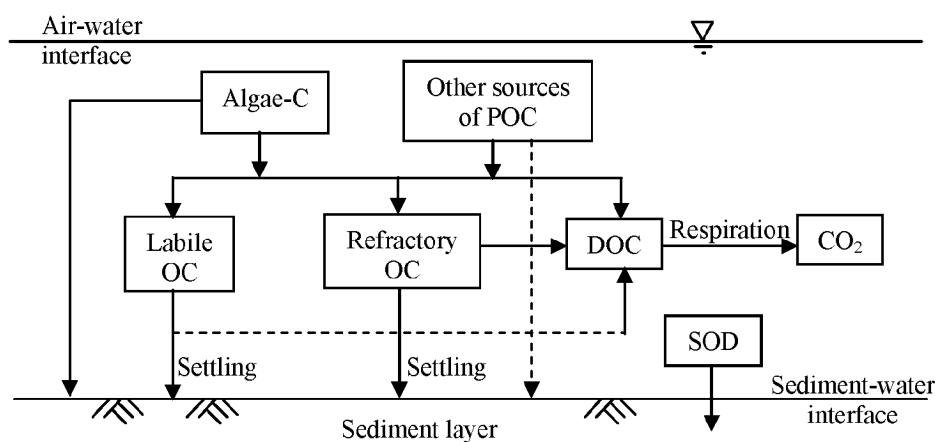 Air-water
interface
Algae-C
Other sources
of POC
Labile
OC
Refractory
OC
DOC
Respiration
CO₂
SOD
Settling
Settling
Sediment-water
interface
Sediment layer